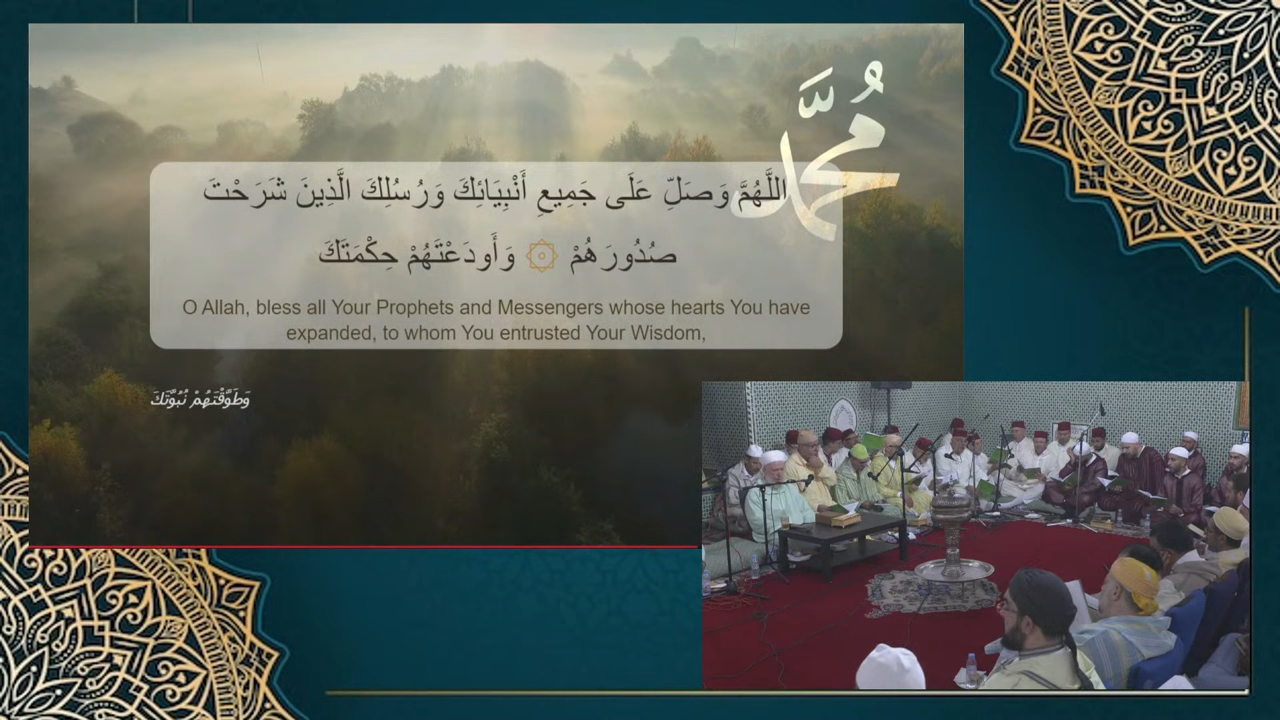 مُحَمَّد
اللَّهُمَّ وَصَلِّ عَلَى جَمِيعِ أَنْبِيَائِكَ وَرُسُلِكَ الَّذِينَ شَرَحْتَ
صُدُورَهُمْ ۞ وَأَودَعْتَهُمْ حِكْمَتَكَ
O Allah, bless all Your Prophets and Messengers whose hearts You have
expanded, to whom You entrusted Your Wisdom,
وَطَوَّقْتَهُمْ نُبُوَّتَكَ